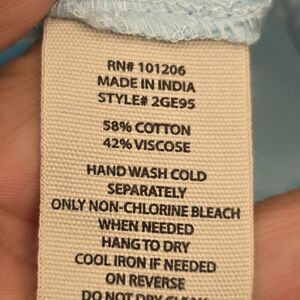 RN# 101206
MADE IN INDIA
STYLE# 2GE95
58% COTTON
42% VISCOSE
HAND WASH COLD
SEPARATELY
ONLY NON-CHLORINE BLEACH
WHEN NEEDED
HANG TO DRY
COOL IRON IF NEEDED
ON REVERSE
DO NOT DRY CLEAN